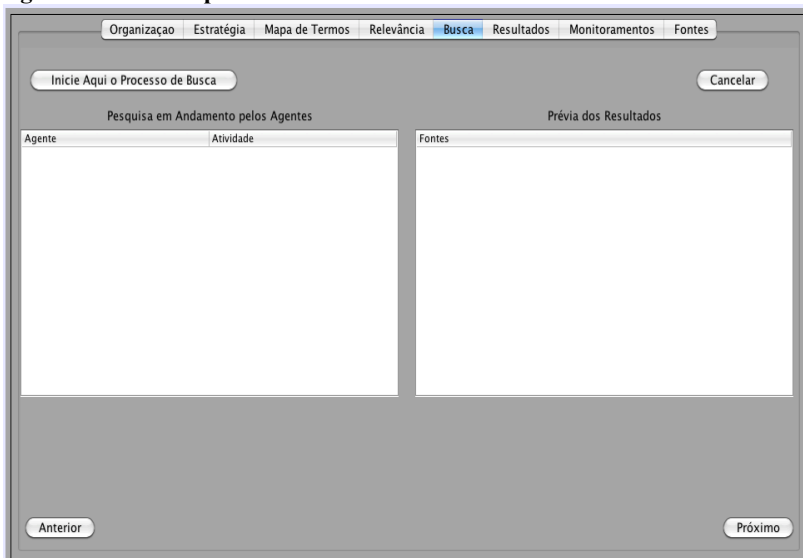 Organizaçao Estratégia Mapa de Termos Relevância Busca Resultados Monitoramentos Fontes
Inicie Aqui o Processo de Busca Cancelar
Pesquisa em Andamento pelos Agentes Prévia dos Resultados
Agente Atividade Fontes
Anterior Próximo